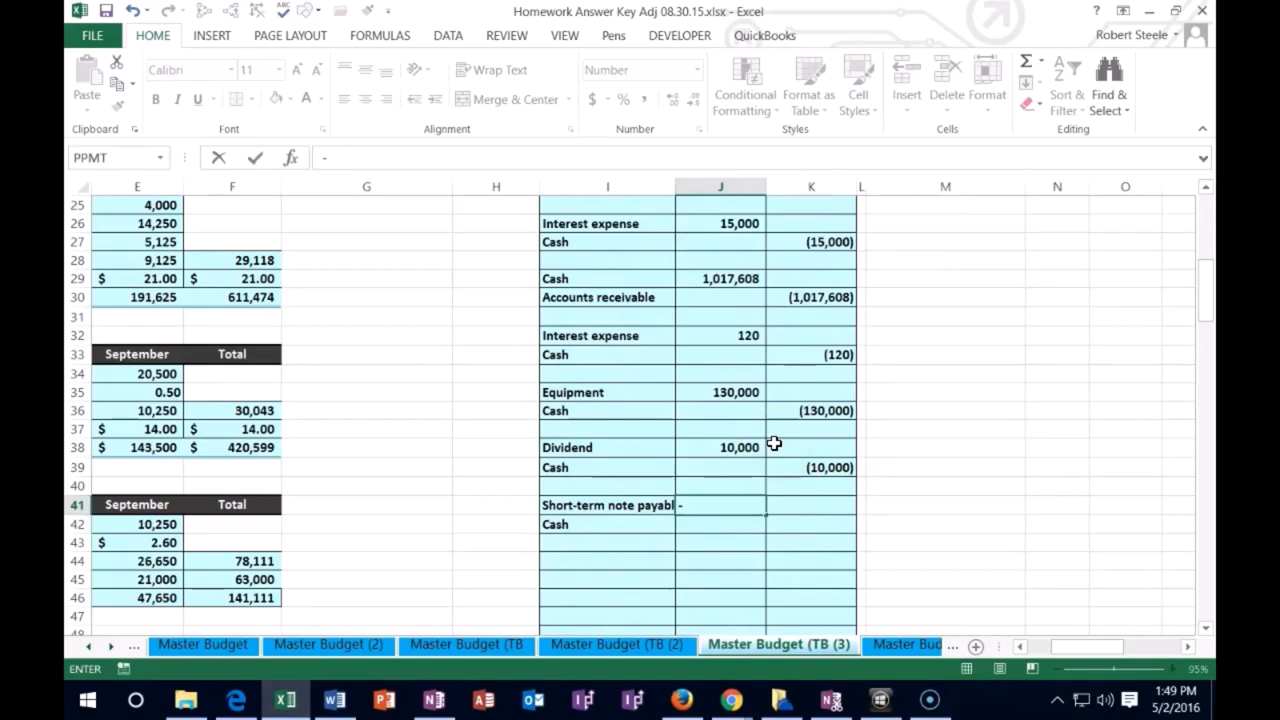 Homework Answer Key Adj 08.30.15.xlsx - Excel
?
FILE HOME INSERT PAGE LAYOUT FORMULAS DATA REVIEW VIEW Pens DEVELOPER QuickBooks Robert Steele
Calibri 11 Wrap Text Number
Paste B I U Merge & Center $ % , Conditional Formatting Format as Table Cell Styles Insert Delete Format Sort & Filter Find & Select
Clipboard Font Alignment Number Styles Cells Editing
PPMT fx -
E F G H I J K L M N O
25 4,000
26 14,250 Interest expense 15,000
27 5,125 Cash (15,000)
28 9,125 29,118
29 $ 21.00 $ 21.00 Cash 1,017,608
30 191,625 611,474 Accounts receivable (1,017,608)
31
32 Interest expense 120
33 September Total Cash (120)
34 20,500
35 0.50 Equipment 130,000
36 10,250 30,043 Cash (130,000)
37 $ 14.00 $ 14.00
38 $ 143,500 $ 420,599 Dividend 10,000
39 Cash (10,000)
40
41 September Total Short-term note payabl -
42 10,250 Cash
43 $ 2.60
44 26,650 78,111
45 21,000 63,000
46 47,650 141,111
47
48
... Master Budget Master Budget (2) Master Budget (TB Master Budget (TB (2) Master Budget (TB (3) Master Bud ...
ENTER 95%
1:49 PM
5/2/2016